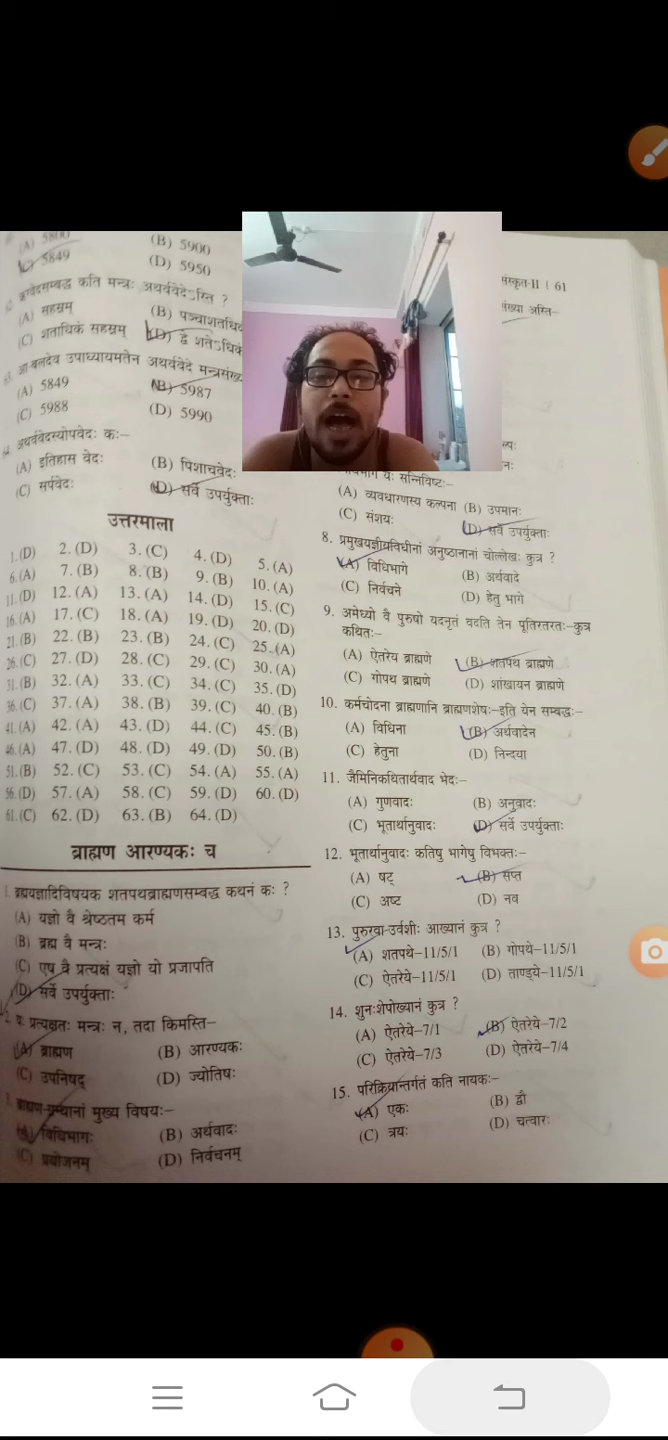 (A) 5800
(B) 5900
5849
(D) 5950
ऋग्वेदसम्बद्ध कति मन्त्रः अथर्ववेदेऽस्ति ?
(A) सहस्रम्
(B) पञ्चाशतधि
(C) शताधिकं सहस्रम्
(D) द्वे शतेऽधिकं
आ॰बलदेव उपाध्यायमतेन अथर्ववेदे मन्त्रसंख्
(A) 5849
(B) 5987
(C) 5988
(D) 5990
अथर्ववेदस्योपवेदः कः–
(A) इतिहास वेदः
(B) पिशाचवेदः
(C) सर्पवेदः
(D) सर्वे उपर्युक्ताः
उत्तरमाला
1.(D) 2.(D) 3.(C) 4.(D) 5.(A)
6.(A) 7.(B) 8.(B) 9.(B) 10.(A)
11.(D) 12.(A) 13.(A) 14.(D) 15.(C)
16.(A) 17.(C) 18.(A) 19.(D) 20.(D)
21.(B) 22.(B) 23.(B) 24.(C) 25.(A)
26.(C) 27.(D) 28.(C) 29.(C) 30.(A)
31.(B) 32.(A) 33.(C) 34.(C) 35.(D)
36.(C) 37.(A) 38.(B) 39.(C) 40.(B)
41.(A) 42.(A) 43.(D) 44.(C) 45.(B)
46.(A) 47.(D) 48.(D) 49.(D) 50.(B)
51.(B) 52.(C) 53.(C) 54.(A) 55.(A)
56.(D) 57.(A) 58.(C) 59.(D) 60.(D)
61.(C) 62.(D) 63.(B) 64.(D)
ब्राह्मण आरण्यकः च
1. ब्रह्मयज्ञादिविषयक शतपथब्राह्मणसम्बद्ध कथनं कः ?
(A) यज्ञो वै श्रेष्ठतम कर्म
(B) ब्रह्म वै मन्त्रः
(C) एष वै प्रत्यक्षं यज्ञो यो प्रजापति
(D) सर्वे उपर्युक्ताः
2. यः प्रत्यक्षतः मन्त्रः न, तदा किमस्ति–
(A) ब्राह्मण
(B) आरण्यकः
(C) उपनिषद्
(D) ज्योतिषः
3. ब्राह्मण-ग्रन्थानां मुख्य विषयः–
(A) विधिभागः
(B) अर्थवादः
(C) प्रयोजनम्
(D) निर्वचनम्
संस्कृत-II । 61
संख्या अस्ति–
ल्पः
नः
यः सन्निविष्टः–
(A) व्यवधारणस्य कल्पना (B) उपमानः
(C) संशयः
(D) सर्वे उपर्युक्ताः
8. प्रमुखयज्ञीयविधीनां अनुष्ठानानां चोल्लेखः कुत्र ?
(A) विधिभागे
(B) अर्थवादे
(C) निर्वचने
(D) हेतु भागे
9. अमेध्यो वै पुरुषो यदनृतं वदति तेन पूतिरतरतः–कुत्र
कथितः–
(A) ऐतरेय ब्राह्मणे
(B) शतपथ ब्राह्मणे
(C) गोपथ ब्राह्मणे
(D) शांखायन ब्राह्मणे
10. कर्मचोदना ब्राह्मणानि ब्राह्मणशेषः–इति येन सम्बद्धः–
(A) विधिना
(B) अर्थवादेन
(C) हेतुना
(D) निन्दया
11. जैमिनिकथितार्थवाद भेदः–
(A) गुणवादः
(B) अनुवादः
(C) भूतार्थानुवादः
(D) सर्वे उपर्युक्ताः
12. भूतार्थानुवादः कतिषु भागेषु विभक्तः–
(A) षट्
(B) सप्त
(C) अष्ट
(D) नव
13. पुरुरवा-उर्वशीः आख्यानं कुत्र ?
(A) शतपथे–11/5/1
(B) गोपथे–11/5/1
(C) ऐतरेये–11/5/1
(D) ताण्ड्ये–11/5/1
14. शुनःशेपोख्यानं कुत्र ?
(A) ऐतरेये–7/1
(B) ऐतरेये–7/2
(C) ऐतरेये–7/3
(D) ऐतरेये–7/4
15. परिक्रियान्तर्गतं कति नायकः–
(A) एकः
(B) द्वौ
(C) त्रयः
(D) चत्वारः